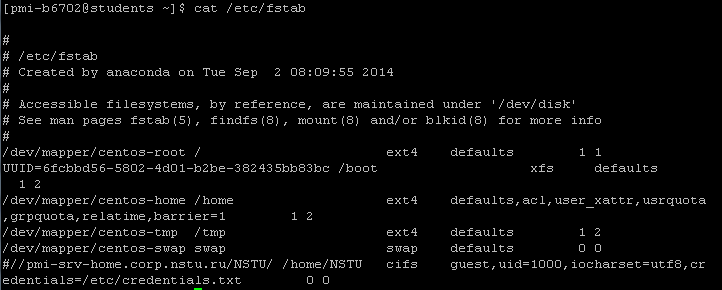 [pmi-b6702@students ~]$ cat /etc/fstab
#
# /etc/fstab
# Created by anaconda on Tue Sep  2 08:09:55 2014
#
# Accessible filesystems, by reference, are maintained under '/dev/disk'
# See man pages fstab(5), findfs(8), mount(8) and/or blkid(8) for more info
#
/dev/mapper/centos-root /                       ext4    defaults        1 1
UUID=6fcbbd56-5802-4d01-b2be-382435bb83bc /boot                   xfs     defaults
  1 2
/dev/mapper/centos-home /home                   ext4    defaults,acl,user_xattr,usrquota
,grpquota,relatime,barrier=1        1 2
/dev/mapper/centos-tmp  /tmp                    ext4    defaults        1 2
/dev/mapper/centos-swap swap                    swap    defaults        0 0
#//pmi-srv-home.corp.nstu.ru/NSTU/ /home/NSTU   cifs    guest,uid=1000,iocharset=utf8,cr
edentials=/etc/credentials.txt        0 0